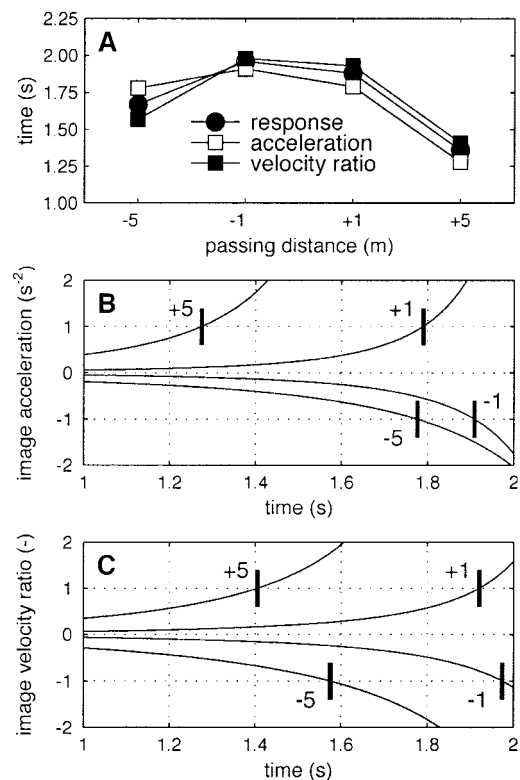 A
time (s)
2.25
2.00
1.75
1.50
1.25
1.00
response
acceleration
velocity ratio
-5 -1 +1 +5
passing distance (m)
B
image acceleration (s-2)
2
1
0
-1
-2
+5 +1
-5 -1
1 1.2 1.4 1.6 1.8 2
time (s)
C
image velocity ratio (-)
2
1
0
-1
-2
+5 +1
-5 -1
1 1.2 1.4 1.6 1.8 2
time (s)